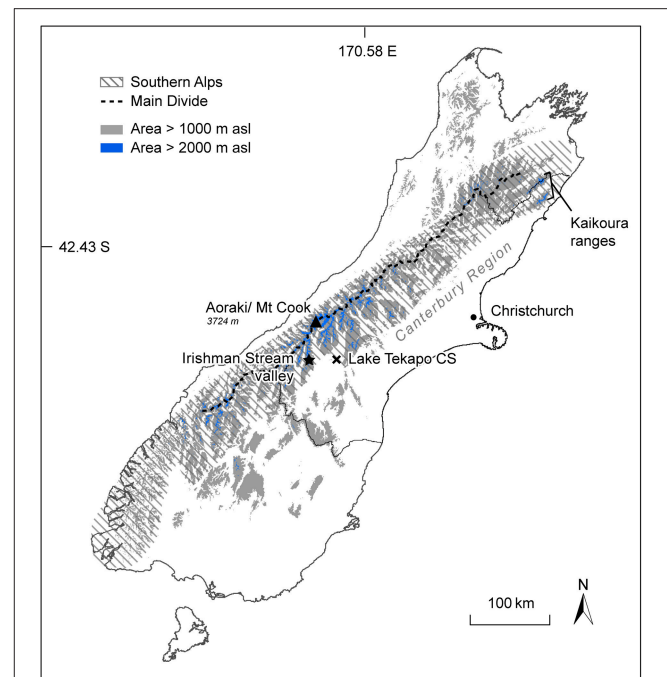 170.58 E
Southern Alps
Main Divide
Area > 1000 m asl
Area > 2000 m asl
42.43 S
Kaikoura
ranges
Canterbury Region
Aoraki/ Mt Cook
3724 m
Christchurch
Irishman Stream
valley
Lake Tekapo CS
N
100 km